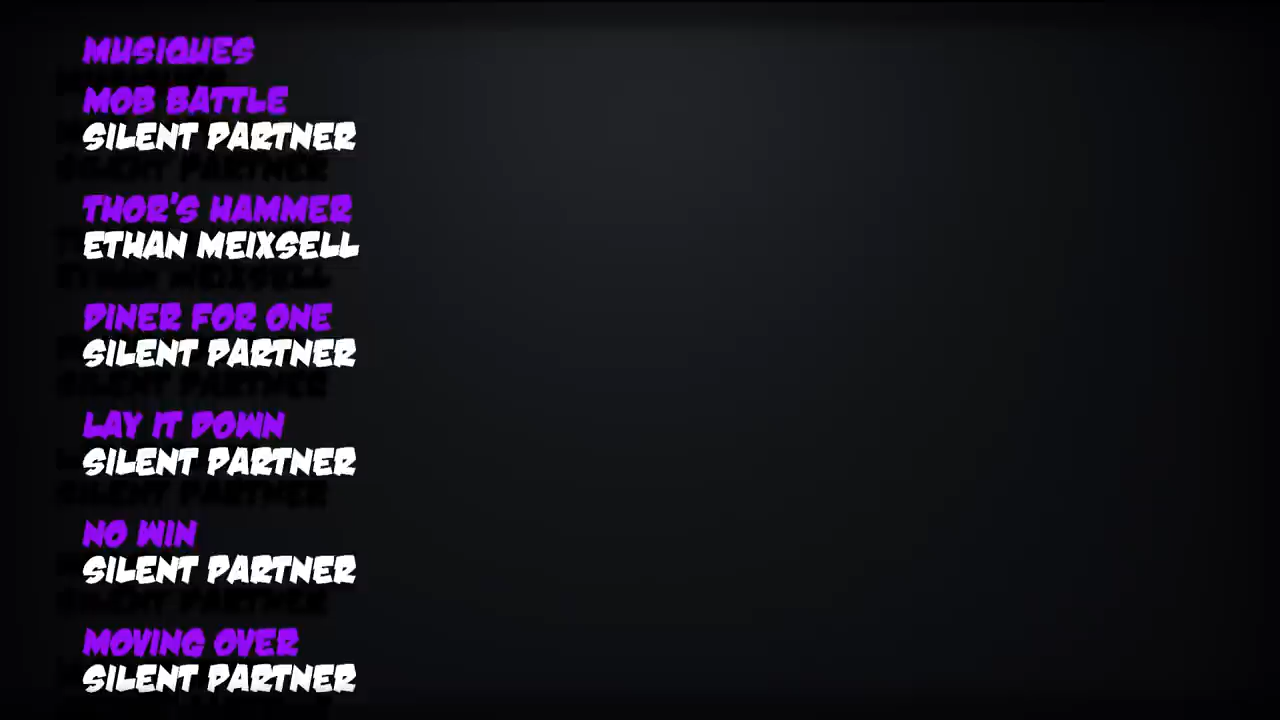 MUSIQUES
MOB BATTLE
SILENT PARTNER
THOR'S HAMMER
ETHAN MEIXSELL
DINER FOR ONE
SILENT PARTNER
LAY IT DOWN
SILENT PARTNER
NO WIN
SILENT PARTNER
MOVING OVER
SILENT PARTNER